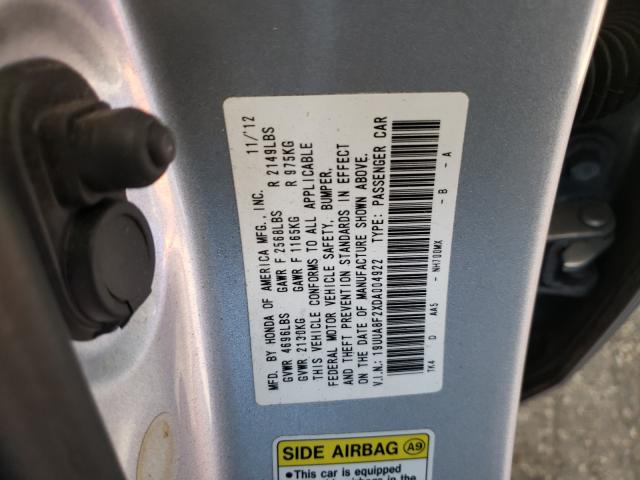 MFD. BY HONDA OF AMERICA MFG., INC. 11/12
GVWR 4696LBS GAWR F 2568LBS R 2149LBS
GVWR 2130KG GAWR F 1165KG R 975KG
THIS VEHICLE CONFORMS TO ALL APPLICABLE
FEDERAL MOTOR VEHICLE SAFETY, BUMPER,
AND THEFT PREVENTION STANDARDS IN EFFECT
ON THE DATE OF MANUFACTURE SHOWN ABOVE.
V.I.N.: 19UUA8F2XDA004922 TYPE: PASSENGER CAR
TK4 D AA5 - NH700MX - B - A
SIDE AIRBAG A9
• This car is equipped